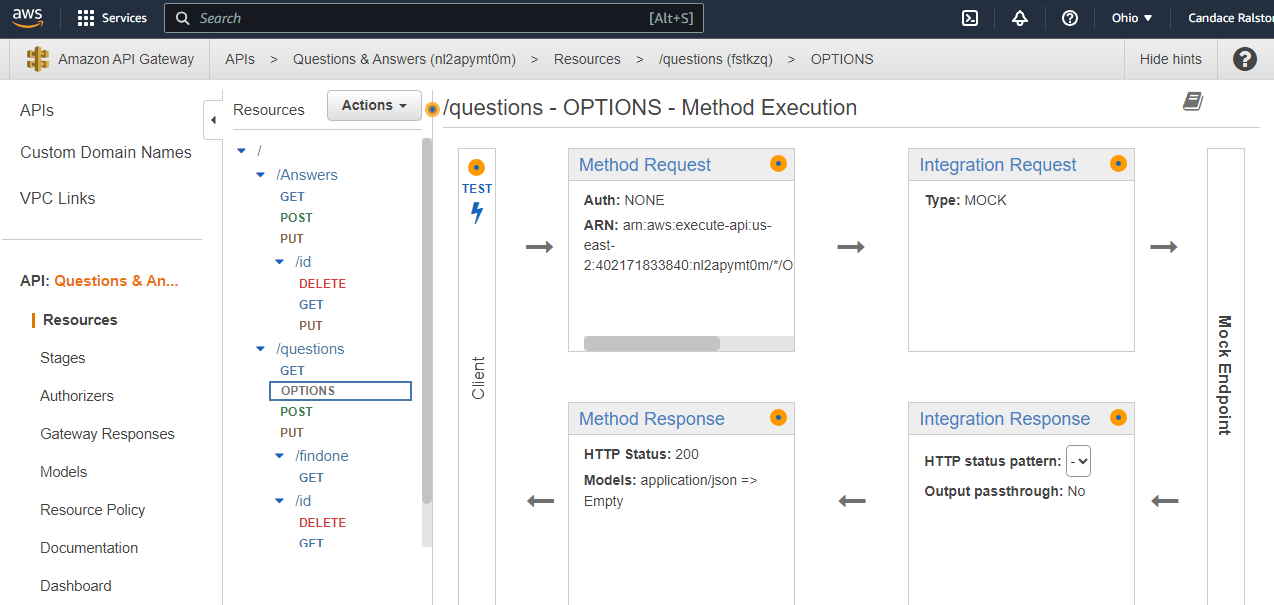 aws Services Search [Alt+S] Ohio Candace Ralston
Amazon API Gateway APIs > Questions & Answers (nl2apymt0m) > Resources > /questions (fstkzq) > OPTIONS Hide hints
APIs
Custom Domain Names
VPC Links
API: Questions & An...
Resources
Stages
Authorizers
Gateway Responses
Models
Resource Policy
Documentation
Dashboard
Resources Actions
/
/Answers
GET
POST
PUT
/id
DELETE
GET
PUT
/questions
GET
OPTIONS
POST
PUT
/findone
GET
/id
DELETE
GET
/questions - OPTIONS - Method Execution
TEST
Client
Method Request
Auth: NONE
ARN: arn:aws:execute-api:us-
east-
2:402171833840:nl2apymt0m/*/O
Integration Request
Type: MOCK
Mock Endpoint
Method Response
HTTP Status: 200
Models: application/json =>
Empty
Integration Response
HTTP status pattern: -
Output passthrough: No